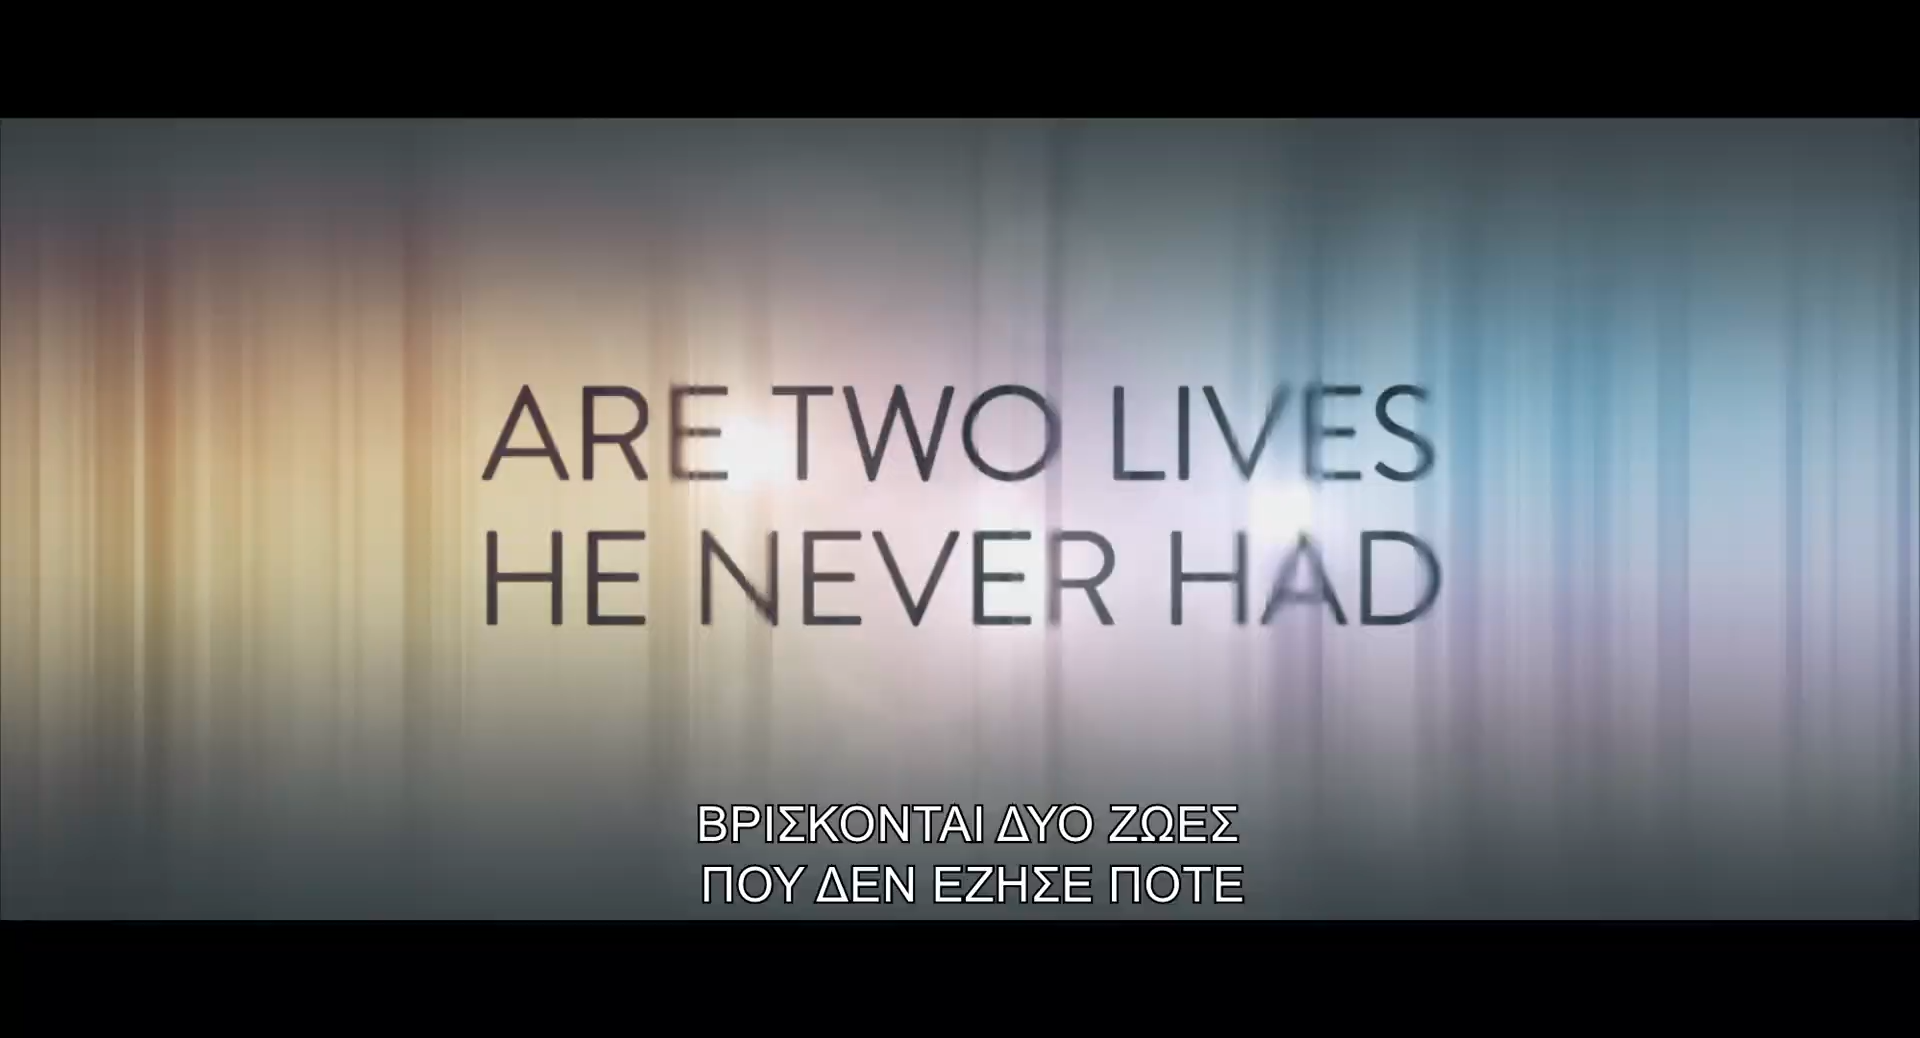 ARE TWO LIVES
HE NEVER HAD
ΒΡΙΣΚΟΝΤΑΙ ΔΥΟ ΖΩΕΣ
ΠΟΥ ΔΕΝ ΕΖΗΣΕ ΠΟΤΕ